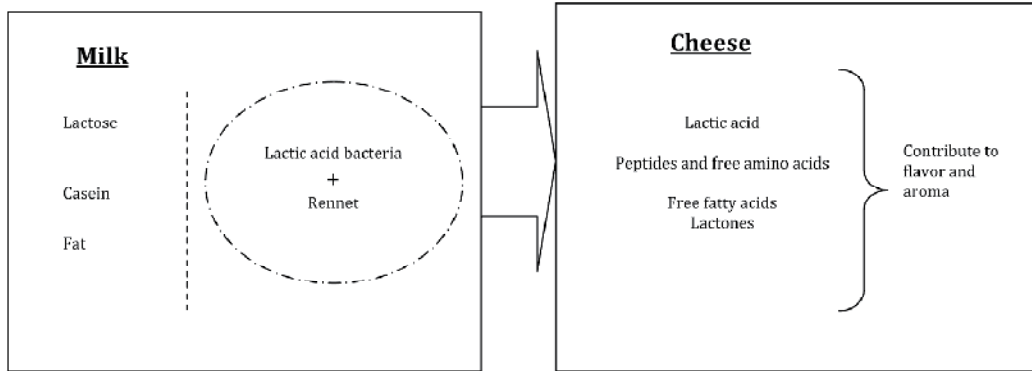 Milk
Lactose
Casein
Fat
Lactic acid bacteria
+
Rennet
Cheese
Lactic acid
Peptides and free amino acids
Free fatty acids
Lactones
Contribute to
flavor and
aroma